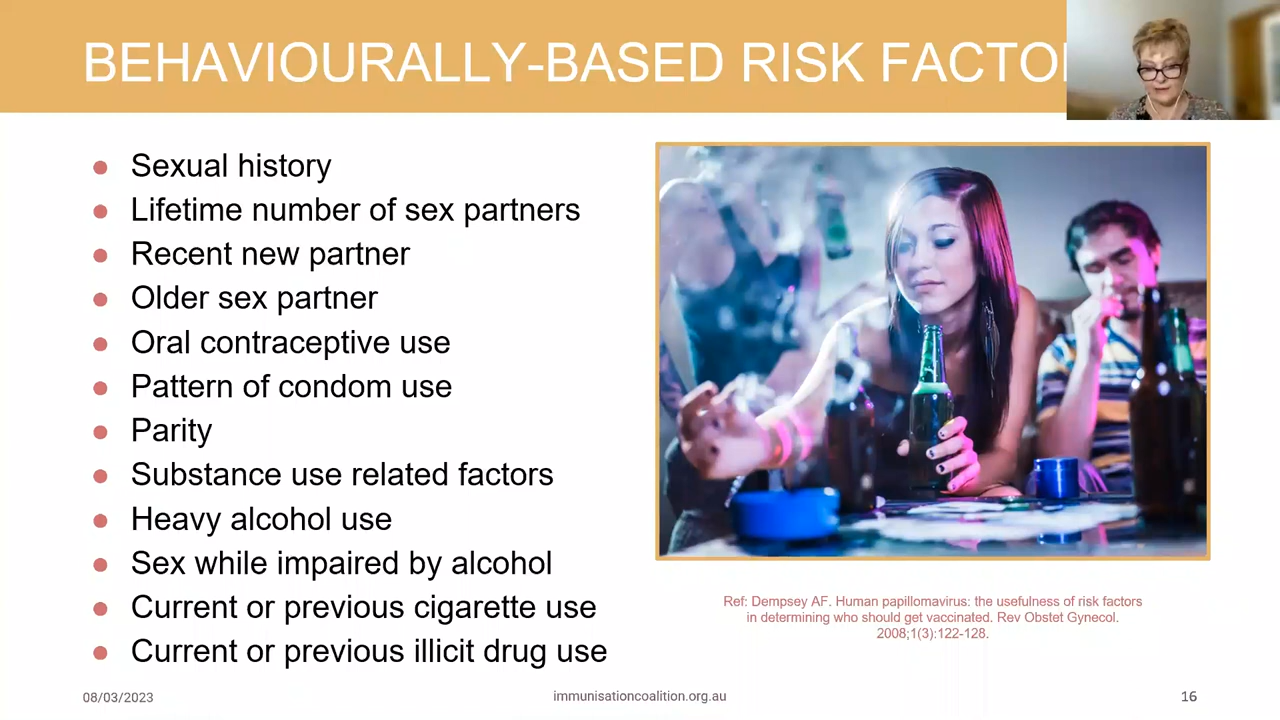 BEHAVIOURALLY-BASED RISK
Sexual history
Lifetime number of sex partners
Recent new partner
Older sex partner
Oral contraceptive use
Pattern of condom use
Parity
Substance use related factors
Heavy alcohol use
Sex while impaired by alcohol
Current or previous cigarette use
Current or previous illicit drug use
Ref: Dempsey AF. Human papillomavirus: the usefulness of risk factors
in determining who should get vaccinated. Rev Obstet Gynecol.
2008;1(3):122-128.
08/03/2023
immunisationcoalition.org.au
16